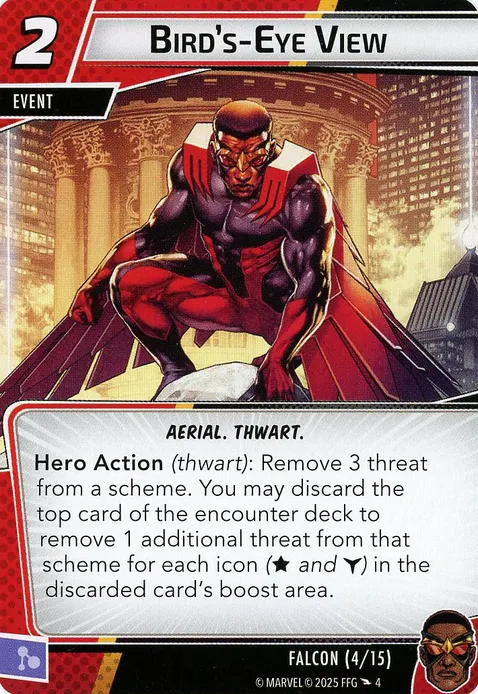 2
BIRD'S-EYE VIEW
EVENT
AERIAL. THWART.
Hero Action (thwart): Remove 3 threat
from a scheme. You may discard the
top card of the encounter deck to
remove 1 additional threat from that
scheme for each icon (★ and ) in the
discarded card's boost area.
FALCON (4/15)
© MARVEL © 2025 FFG 4